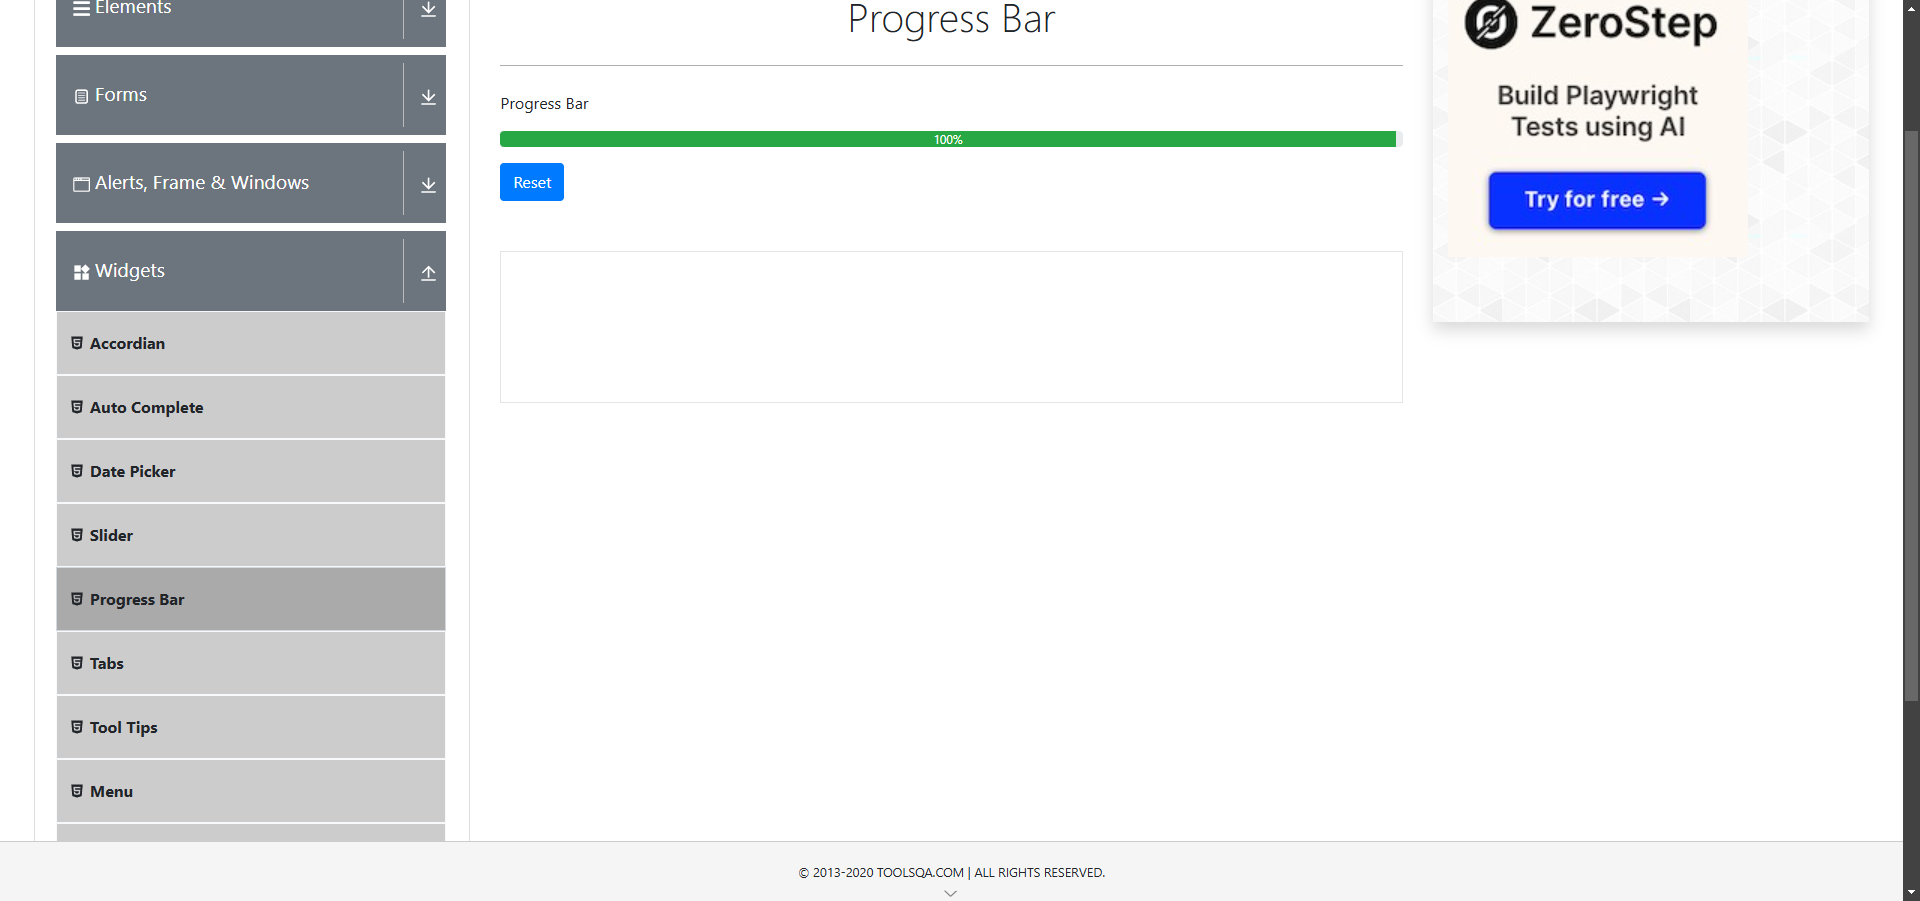 Elements
Forms
Alerts, Frame & Windows
Widgets
Accordian
Auto Complete
Date Picker
Slider
Progress Bar
Tabs
Tool Tips
Menu
Progress Bar
Progress Bar
100%
Reset
ZeroStep
Build Playwright
Tests using AI
Try for free →
© 2013-2020 TOOLSQA.COM | ALL RIGHTS RESERVED.